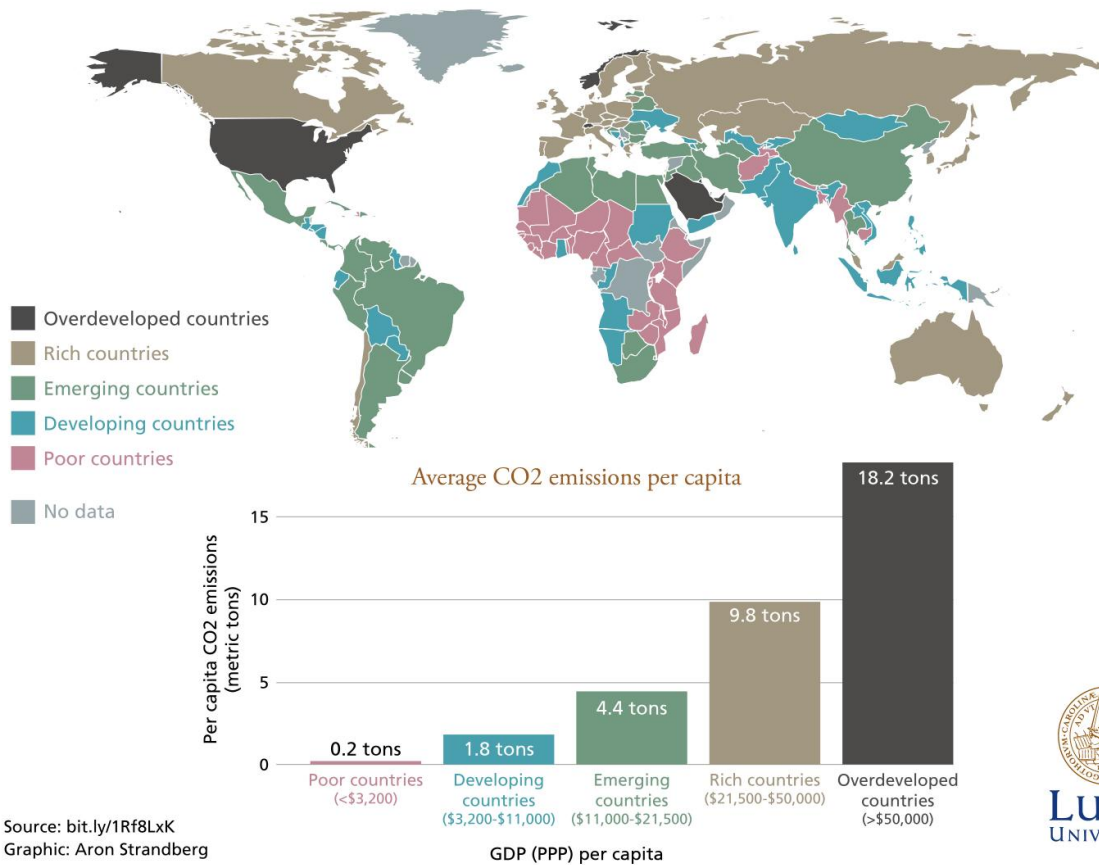 Overdeveloped countries
Rich countries
Emerging countries
Developing countries
Poor countries
No data
Average CO2 emissions per capita
Per capita CO2 emissions
(metric tons)
15
10
5
0
0.2 tons
1.8 tons
4.4 tons
9.8 tons
18.2 tons
Poor countries
(<$3,200)
Developing
countries
($3,200-$11,000)
Emerging
countries
($11,000-$21,500)
Rich countries
($21,500-$50,000)
Overdeveloped
countries
(>$50,000)
GDP (PPP) per capita
Source: bit.ly/1Rf8LxK
Graphic: Aron Strandberg